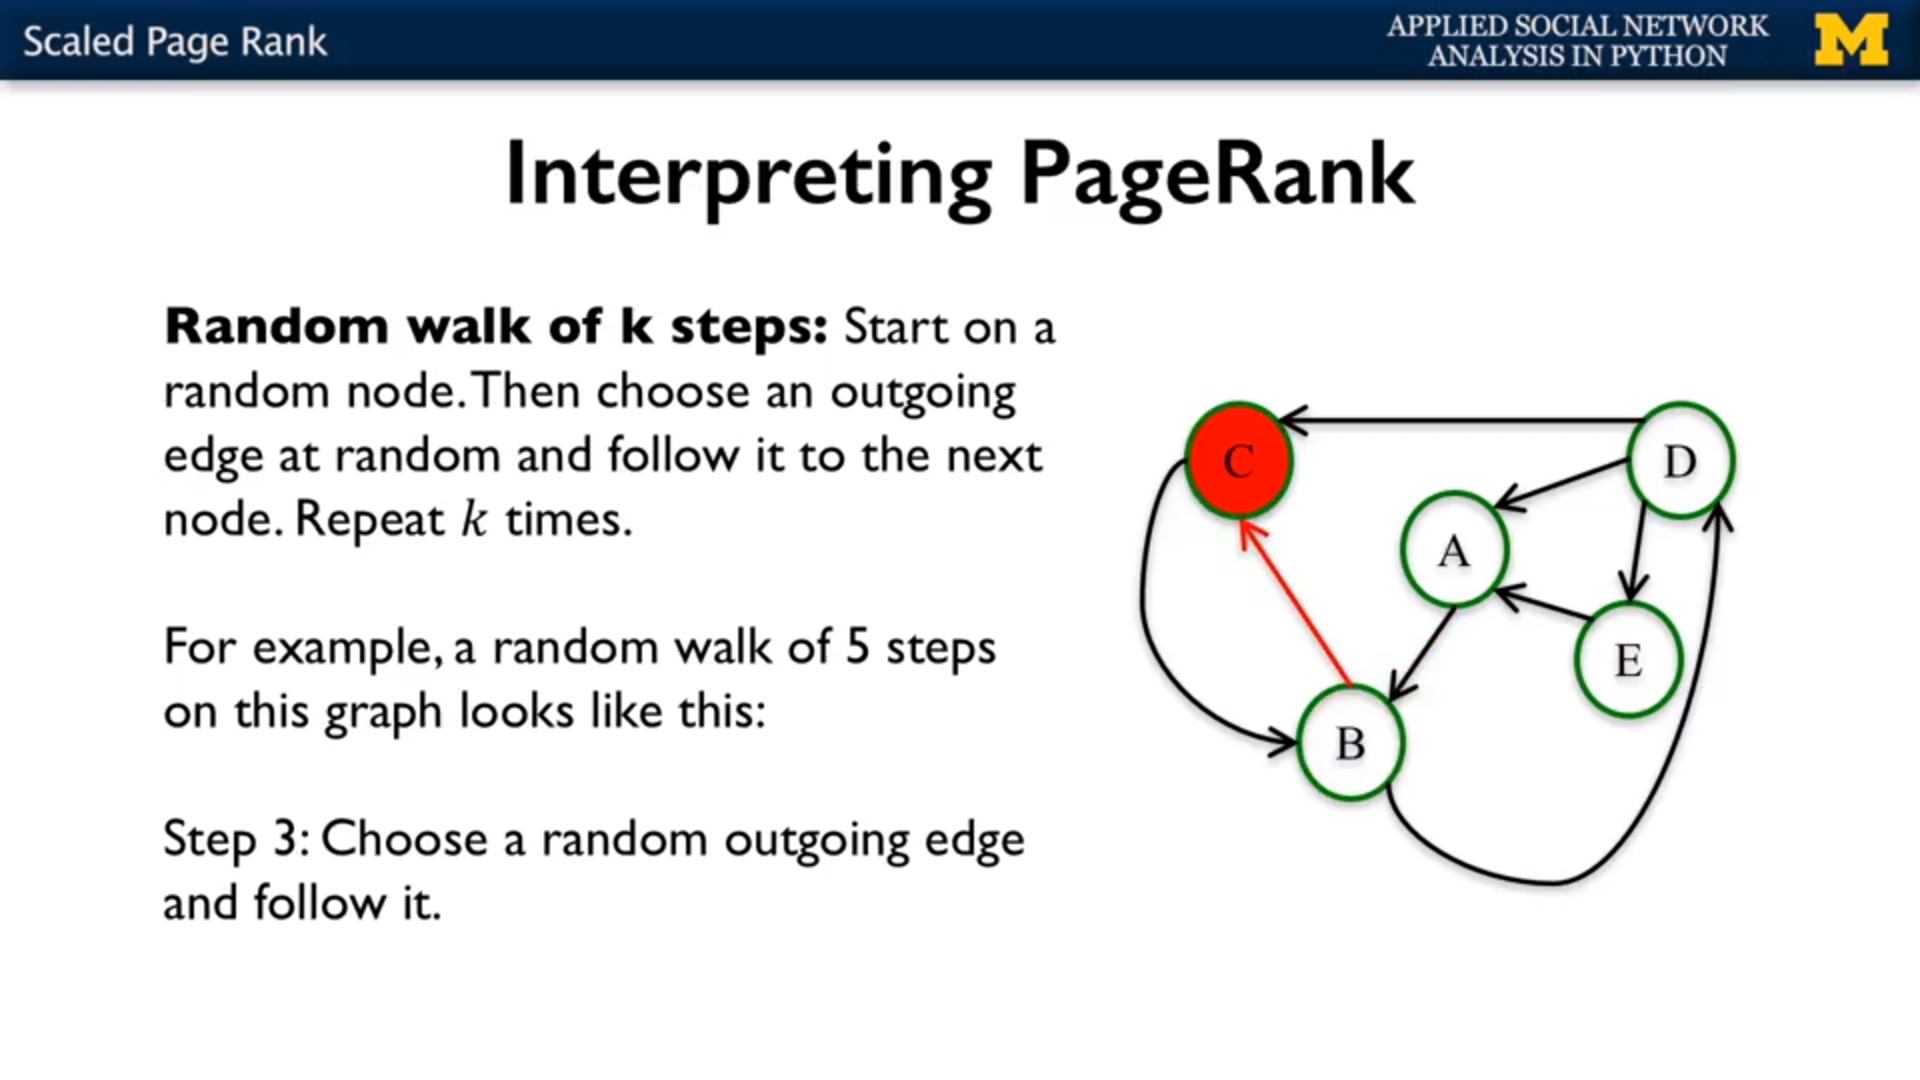 Scaled Page Rank
APPLIED SOCIAL NETWORK
ANALYSIS IN PYTHON
M
Interpreting PageRank
Random walk of k steps: Start on a
random node. Then choose an outgoing
edge at random and follow it to the next
node. Repeat k times.
For example, a random walk of 5 steps
on this graph looks like this:
Step 3: Choose a random outgoing edge
and follow it.
C
D
A
E
B